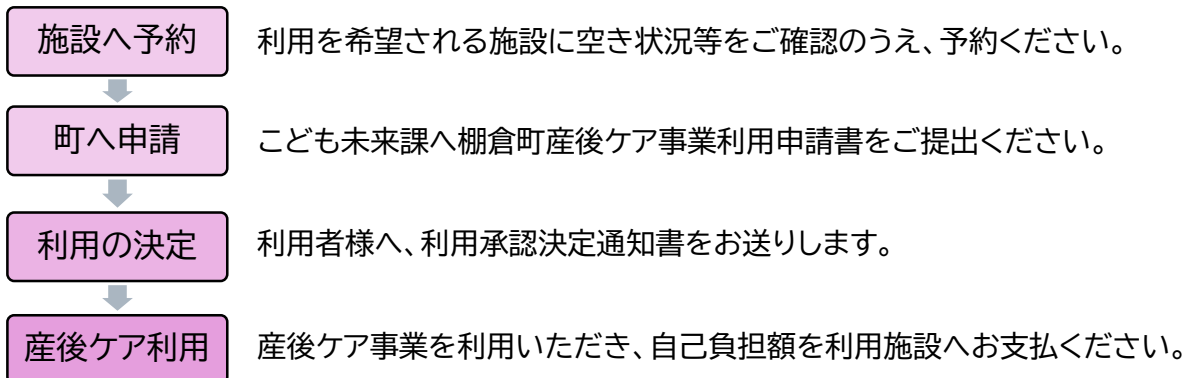 施設へ予約 利用を希望される施設に空き状況等をご確認のうえ、予約ください。
町へ申請 こども未来課へ棚倉町産後ケア事業利用申請書をご提出ください。
利用の決定 利用者様へ、利用承認決定通知書をお送りします。
産後ケア利用 産後ケア事業を利用いただき、自己負担額を利用施設へお支払ください。